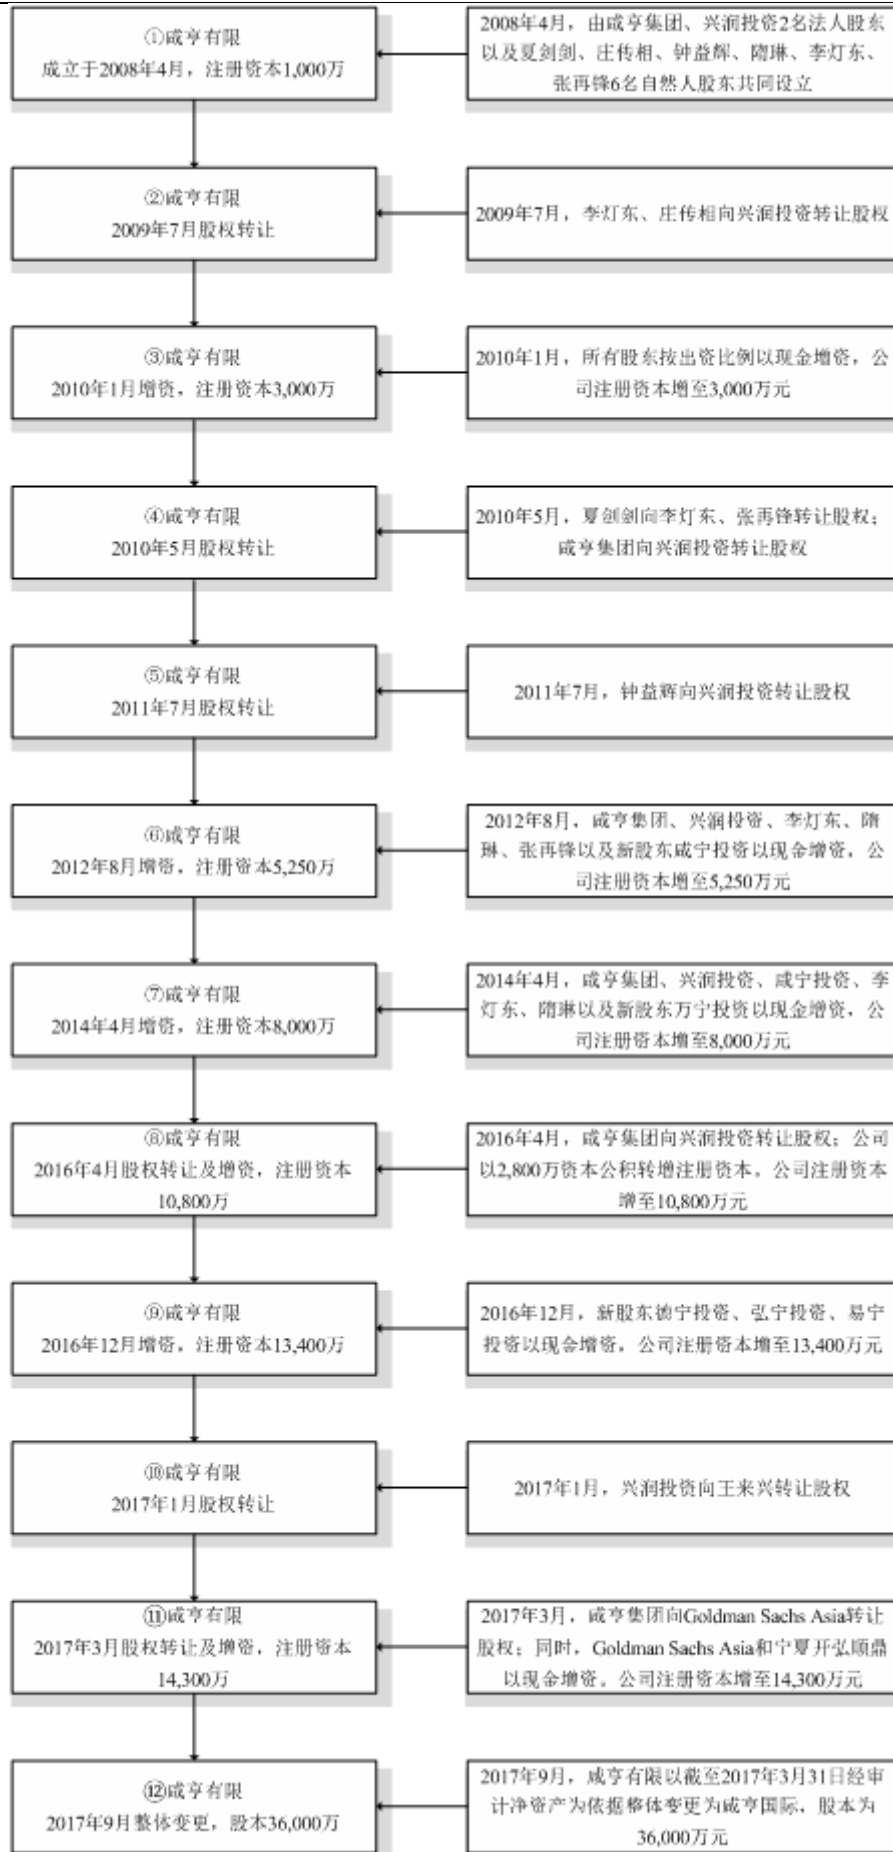 ①咸亨有限
成立于2008年4月，注册资本1,000万
2008年4月，由咸亨集团、兴润投资2名法人股东
以及夏剑剑、庄传相、钟益辉、隋琳、李灯东、
张再锋6名自然人股东共同设立
②咸亨有限
2009年7月股权转让
2009年7月，李灯东、庄传相向兴润投资转让股权
③咸亨有限
2010年1月增资，注册资本3,000万
2010年1月，所有股东按出资比例以现金增资，公
司注册资本增至3,000万元
④咸亨有限
2010年5月股权转让
2010年5月，夏剑剑向李灯东、张再锋转让股权；
咸亨集团向兴润投资转让股权
⑤咸亨有限
2011年7月股权转让
2011年7月，钟益辉向兴润投资转让股权
⑥咸亨有限
2012年8月增资，注册资本5,250万
2012年8月，咸亨集团、兴润投资、李灯东、隋
琳、张再锋以及新股东咸宁投资以现金增资，公
司注册资本增至5,250万元
⑦咸亨有限
2014年4月增资，注册资本8,000万
2014年4月，咸亨集团、兴润投资、咸宁投资、李
灯东、隋琳以及新股东万宁投资以现金增资，公
司注册资本增至8,000万元
⑧咸亨有限
2016年4月股权转让及增资，注册资本
10,800万
2016年4月，咸亨集团向兴润投资转让股权；公司
以2,800万资本公积转增注册资本，公司注册资本
增至10,800万元
⑨咸亨有限
2016年12月增资，注册资本13,400万
2016年12月，新股东德宁投资、弘宁投资、易宁
投资以现金增资，公司注册资本增至13,400万元
⑩咸亨有限
2017年1月股权转让
2017年1月，兴润投资向王来兴转让股权
⑪咸亨有限
2017年3月股权转让及增资，注册资本
14,300万
2017年3月，咸亨集团向Goldman Sachs Asia转让
股权；同时，Goldman Sachs Asia和宁夏开弘顺鼎
以现金增资。公司注册资本增至14,300万元
⑫咸亨有限
2017年9月整体变更，股本36,000万
2017年9月，咸亨有限以截至2017年3月31日经审
计净资产为依据整体变更为咸亨国际，股本为
36,000万元